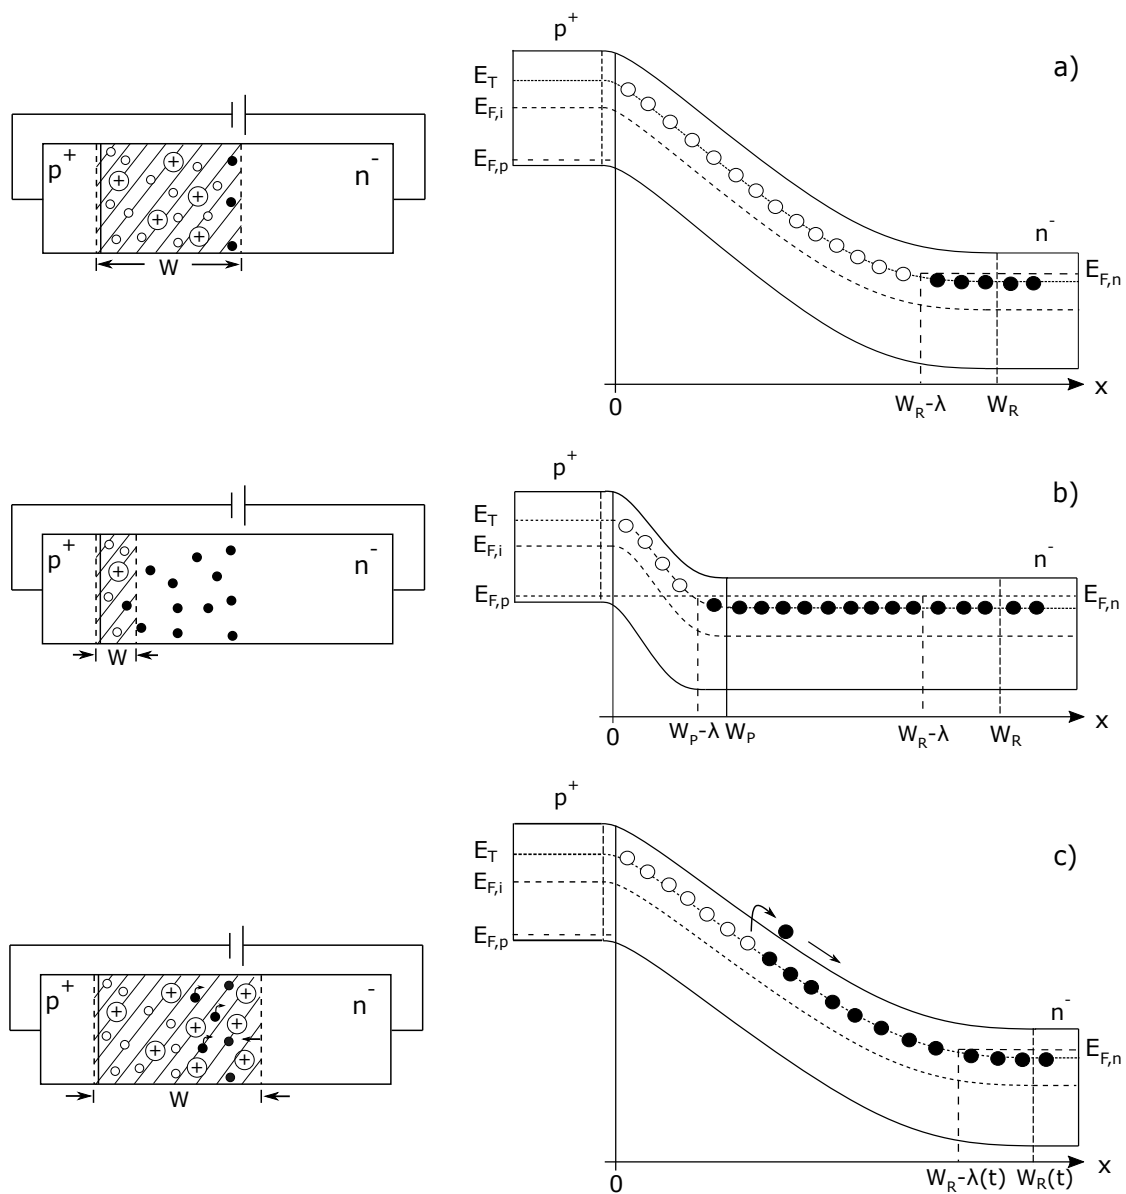 p⁺
a)
E_T
E_F,i
E_F,p
n⁻
E_F,n
0
W_R-λ
W_R
x
p⁺
n⁻
+
+
+
+
+
W
p⁺
b)
E_T
E_F,i
E_F,p
n⁻
E_F,n
0
W_P-λ
W_P
W_R-λ
W_R
x
p⁺
n⁻
+
W
p⁺
c)
E_T
E_F,i
E_F,p
n⁻
E_F,n
0
W_R-λ(t)
W_R(t)
x
p⁺
n⁻
+
+
+
+
+
+
+
+
W